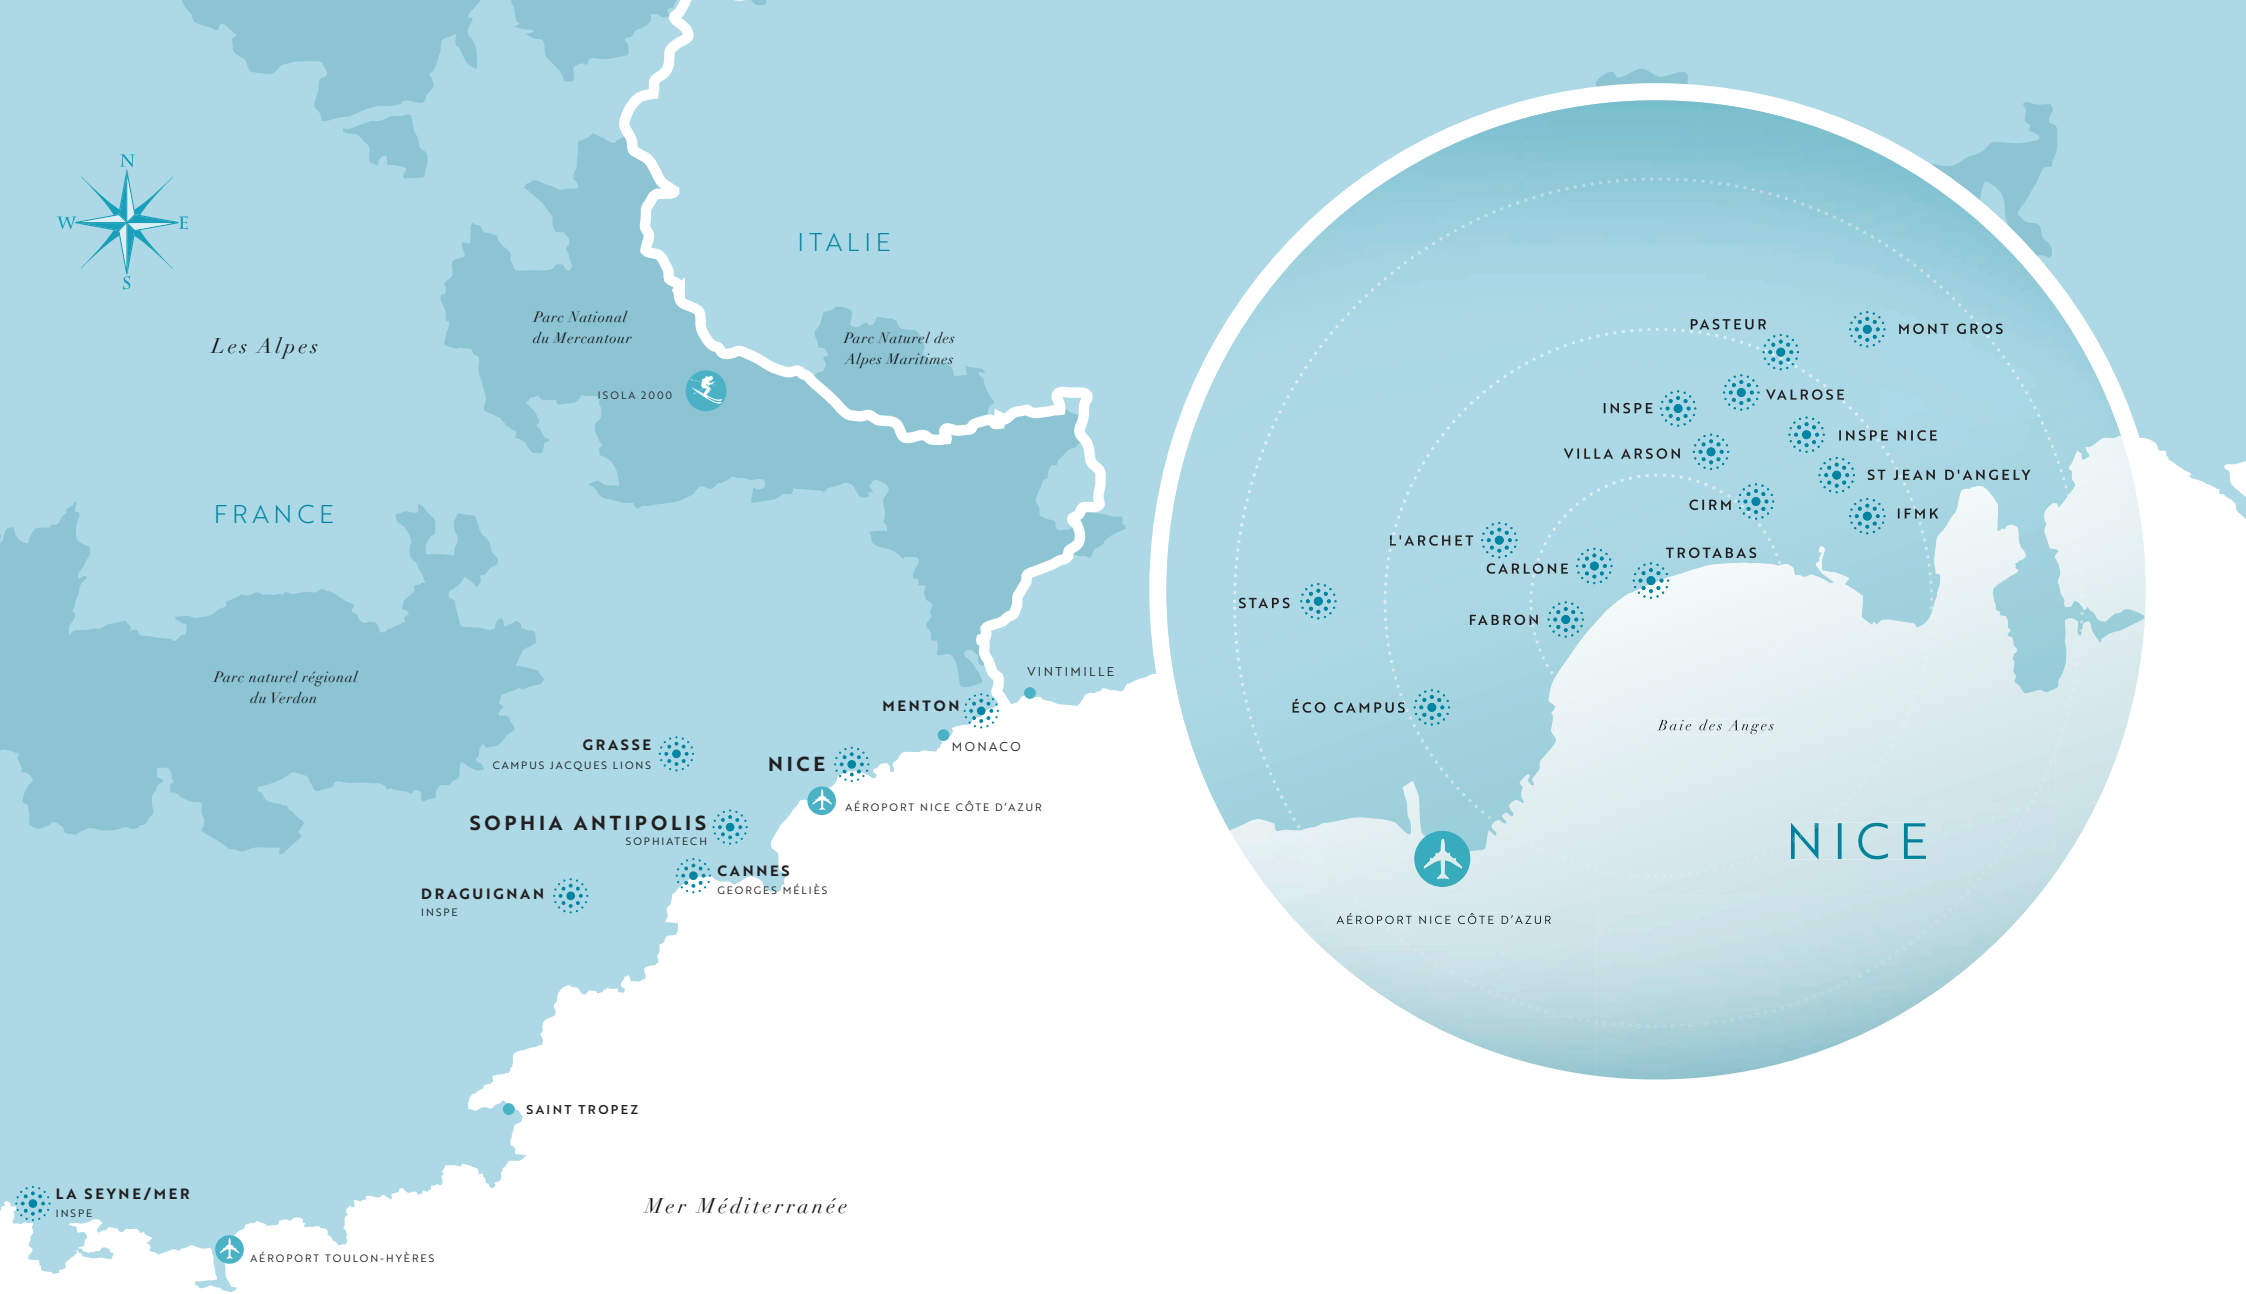 N
W
E
S
ITALIE
Les Alpes
Parc National
du Mercantour
Parc Naturel des
Alpes Maritimes
ISOLA 2000
FRANCE
Parc naturel régional
du Verdon
VINTIMILLE
MENTON
MONACO
GRASSE
CAMPUS JACQUES LIONS
NICE
AÉROPORT NICE CÔTE D'AZUR
SOPHIA ANTIPOLIS
SOPHIATECH
CANNES
GEORGES MÉLIÈS
DRAGUIGNAN
INSPE
SAINT TROPEZ
LA SEYNE/MER
INSPE
AÉROPORT TOULON-HYÈRES
Mer Méditerranée
PASTEUR
MONT GROS
VALROSE
INSPE
INSPE NICE
VILLA ARSON
ST JEAN D'ANGELY
CIRM
IFMK
L'ARCHET
TROTABAS
CARLONE
STAPS
FABRON
ÉCO CAMPUS
Baie des Anges
NICE
AÉROPORT NICE CÔTE D'AZUR